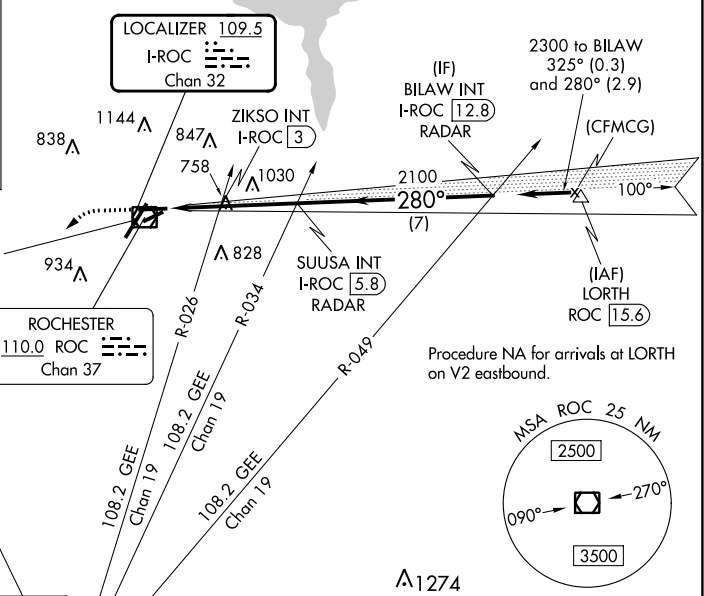 LOCALIZER 109.5
I-ROC
Chan 32
2300 to BILAW
325° (0.3)
and 280° (2.9)
(IF)
BILAW INT
I-ROC 12.8
RADAR
ZIKSO INT
I-ROC 3
(CFMCG)
1144
838
847
758
1030
2100
280°
(7)
100°
828
934
SUUSA INT
I-ROC 5.8
RADAR
(IAF)
LORTH
ROC 15.6
ROCHESTER
110.0 ROC
Chan 37
R-026
R-034
R-049
Procedure NA for arrivals at LORTH
on V2 eastbound.
108.2 GEE
Chan 19
108.2 GEE
Chan 19
108.2 GEE
Chan 19
MSA ROC 25 NM
2500
090°
270°
3500
1274